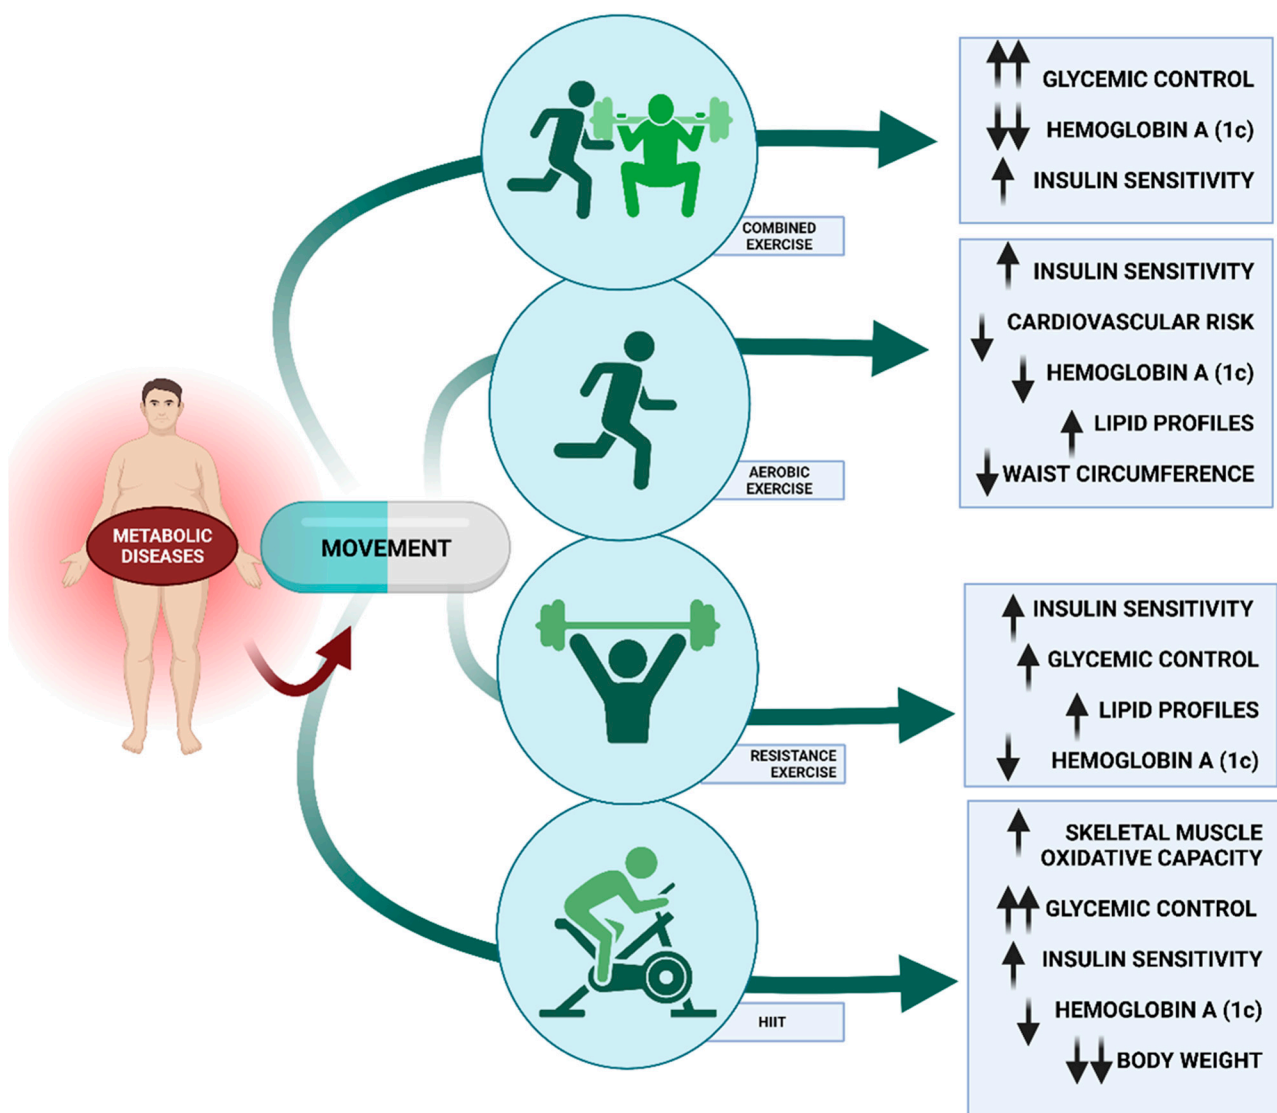 GLYCEMIC CONTROL
HEMOGLOBIN A (1c)
INSULIN SENSITIVITY
COMBINED
EXERCISE
INSULIN SENSITIVITY
CARDIOVASCULAR RISK
HEMOGLOBIN A (1c)
LIPID PROFILES
WAIST CIRCUMFERENCE
AEROBIC
EXERCISE
METABOLIC
DISEASES
MOVEMENT
INSULIN SENSITIVITY
GLYCEMIC CONTROL
LIPID PROFILES
HEMOGLOBIN A (1c)
RESISTANCE
EXERCISE
SKELETAL MUSCLE
OXIDATIVE CAPACITY
GLYCEMIC CONTROL
INSULIN SENSITIVITY
HEMOGLOBIN A (1c)
BODY WEIGHT
HIIT